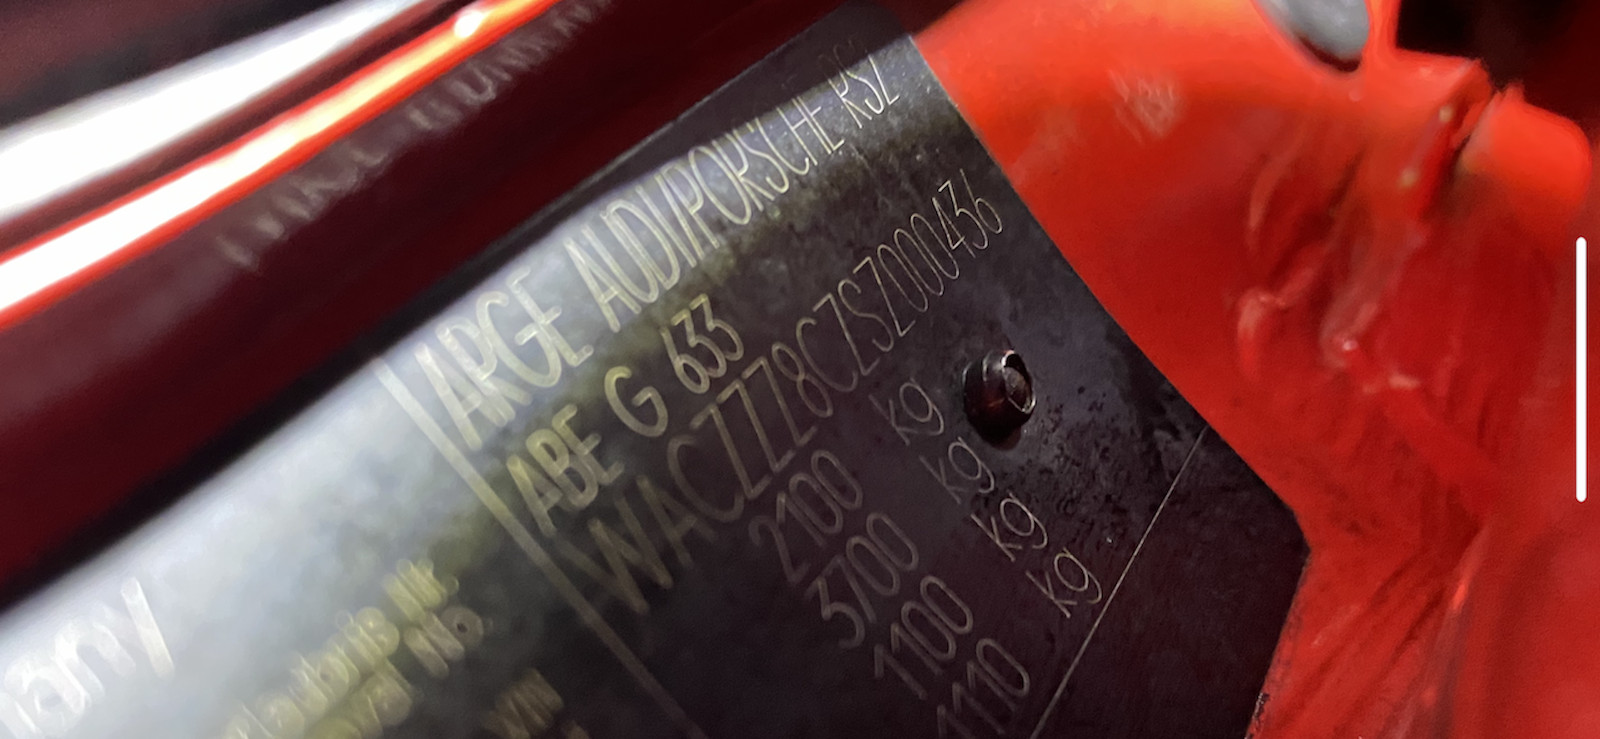 ARGE AUDI/PORSCHE RS2
ABE G 633
WACZZZ8CZSZ000436
2100 kg
3700 kg
1100 kg
1110 kg